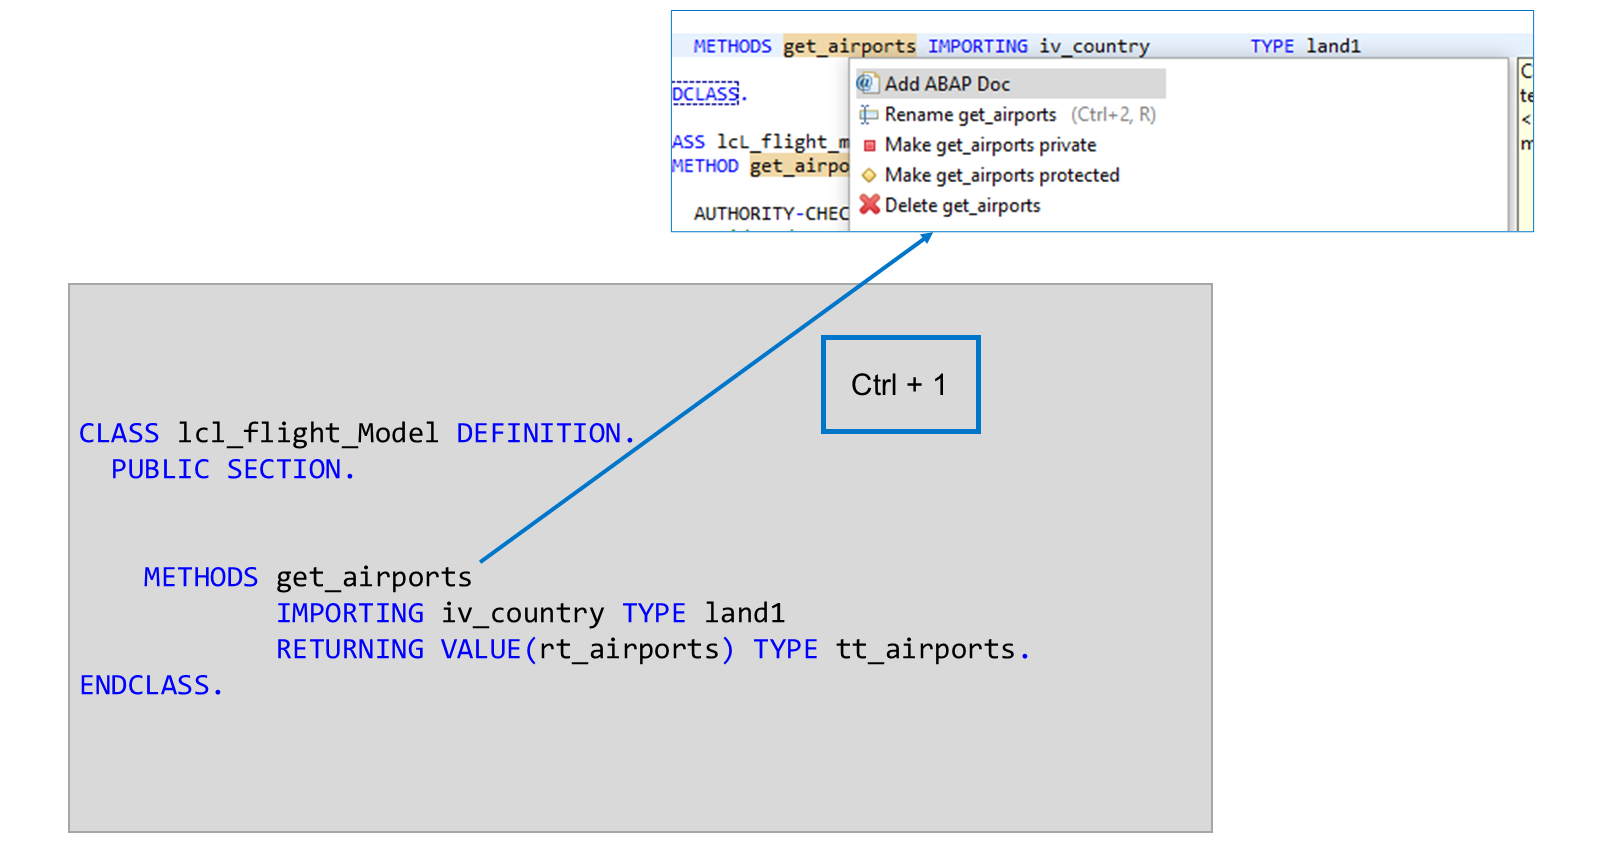 METHODS get_airports IMPORTING iv_country TYPE land1
Add ABAP Doc
DCLASS.
Rename get_airports (Ctrl+2, R)
ASS lcL_flight_m
Make get_airports private
METHOD get_airpo
Make get_airports protected
AUTHORITY-CHEC
Delete get_airports
C
te
<
m
Ctrl + 1
CLASS lcl_flight_Model DEFINITION.
PUBLIC SECTION.
METHODS get_airports
IMPORTING iv_country TYPE land1
RETURNING VALUE(rt_airports) TYPE tt_airports.
ENDCLASS.